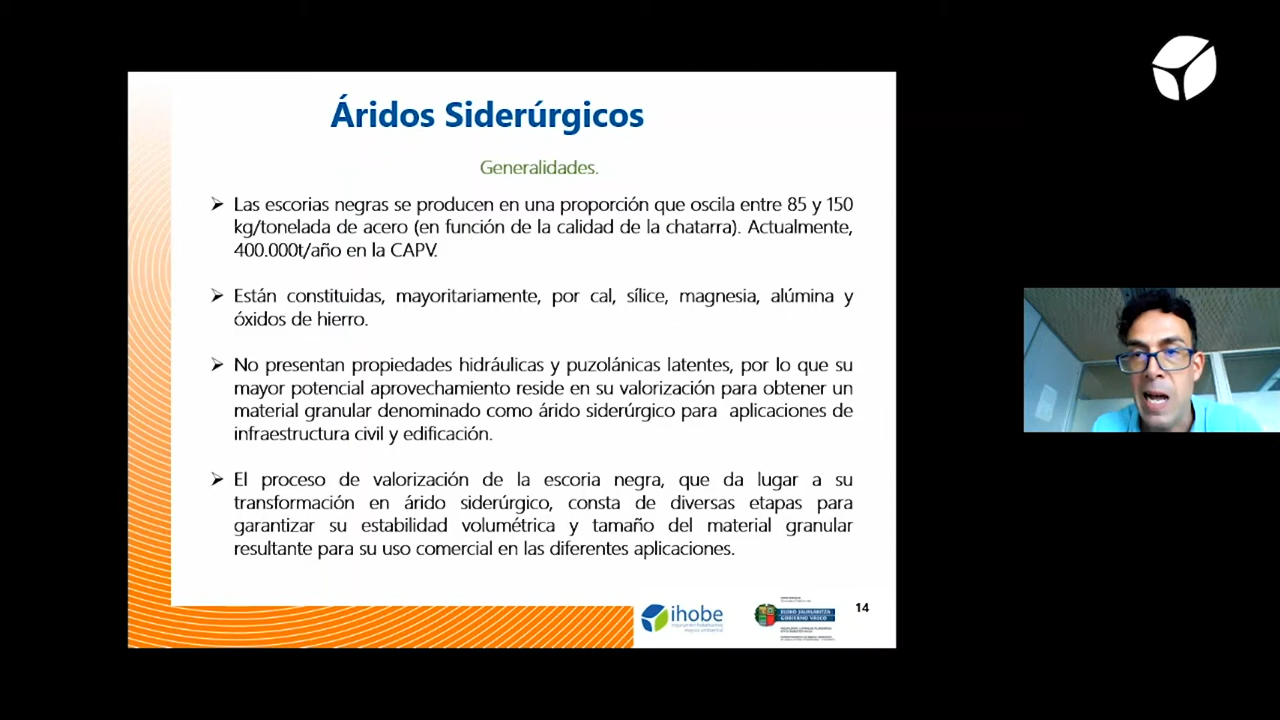 Áridos Siderúrgicos
Generalidades.
Las escorias negras se producen en una proporción que oscila entre 85 y 150
kg/tonelada de acero (en función de la calidad de la chatarra). Actualmente,
400.000t/año en la CAPV.
Están constituidas, mayoritariamente, por cal, sílice, magnesia, alúmina y
óxidos de hierro.
No presentan propiedades hidráulicas y puzolánicas latentes, por lo que su
mayor potencial aprovechamiento reside en su valorización para obtener un
material granular denominado como árido siderúrgico para aplicaciones de
infraestructura civil y edificación.
El proceso de valorización de la escoria negra, que da lugar a su
transformación en árido siderúrgico, consta de diversas etapas para
garantizar su estabilidad volumétrica y tamaño del material granular
resultante para su uso comercial en las diferentes aplicaciones.
ihobe
EUSKO JAURLARITZA
GOBIERNO VASCO
14